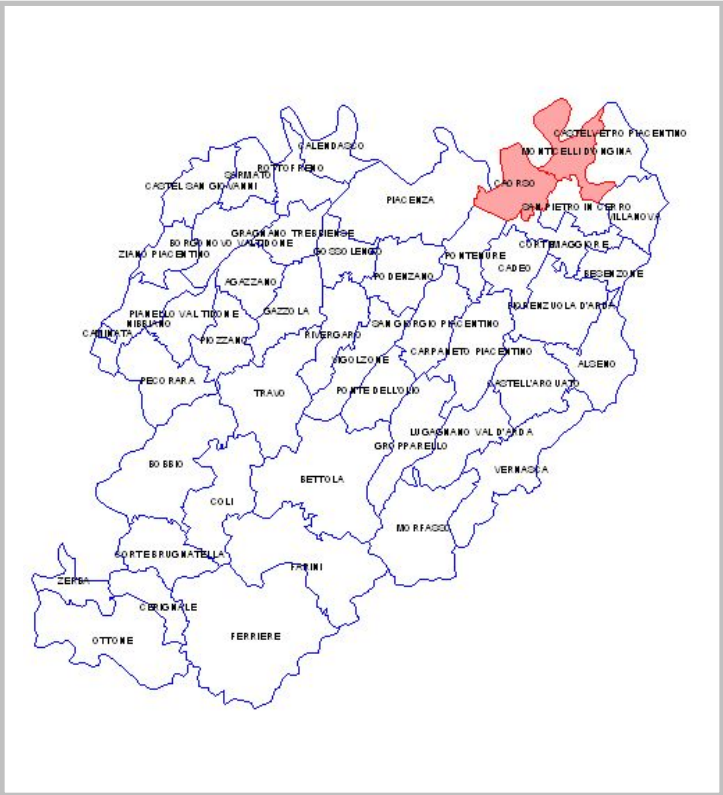 CASTELVETRO PIACENTINO
CALENDASCO
MONTICELLI D'ONGINA
ROTTOFRENO
SARMATO
CASTEL SAN GIOVANNI
CAORSO
PIACENZA
SAN PIETRO IN CERRO
VILLANOVA
GRAGNANO TREBBIENSE
BORGONOVO VALTIDONE
CORTEMAGGIORE
GOSSOLENGO
ZIANO PIACENTINO
PONTENURE
CADEO
BESENZONE
PODENZANO
AGAZZANO
FIORENZUOLA D'ARDA
GAZZOLA
PIANELLO VAL TIDONE
NIBBIANO
SAN GIORGIO PIACENTINO
CAMINATA
RIVERGARO
PIOZZANO
CARPANETO PIACENTINO
VIGOLZONE
ALSENO
PECORARA
CASTELL'ARQUATO
TRAVO
PONTE DELL'OLIO
LUGAGNANO VAL D'ARDA
GROPPARELLO
BOBBIO
VERNASCA
BETTOLA
COLI
MORFASSO
CORTEBRUGNATELLA
FARINI
ZERBA
CERIGNALE
OTTONE
FERRIERE